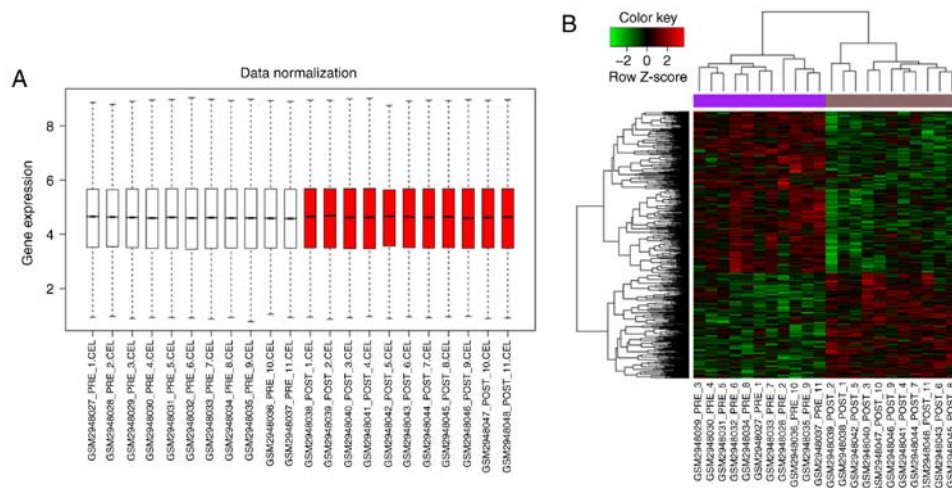 A
Data normalization
Gene expression
8
6
4
2
GSM2948027_PRE_1.CEL
GSM2948028_PRE_2.CEL
GSM2948029_PRE_3.CEL
GSM2948030_PRE_4.CEL
GSM2948031_PRE_5.CEL
GSM2948032_PRE_6.CEL
GSM2948033_PRE_7.CEL
GSM2948034_PRE_8.CEL
GSM2948035_PRE_9.CEL
GSM2948036_PRE_10.CEL
GSM2948037_PRE_11.CEL
GSM2948038_POST_1.CEL
GSM2948039_POST_2.CEL
GSM2948040_POST_3.CEL
GSM2948041_POST_4.CEL
GSM2948042_POST_5.CEL
GSM2948043_POST_6.CEL
GSM2948044_POST_7.CEL
GSM2948045_POST_8.CEL
GSM2948046_POST_9.CEL
GSM2948047_POST_10.CEL
GSM2948048_POST_11.CEL
B
Color key
−2 0 2
Row Z-score
GSM2948029_PRE_3
GSM2948030_PRE_4
GSM2948031_PRE_5
GSM2948032_PRE_6
GSM2948034_PRE_8
GSM2948027_PRE_1
GSM2948033_PRE_7
GSM2948028_PRE_2
GSM2948036_PRE_10
GSM2948035_PRE_9
GSM2948037_PRE_11
GSM2948039_POST_2
GSM2948038_POST_1
GSM2948042_POST_5
GSM2948040_POST_3
GSM2948047_POST_10
GSM2948046_POST_9
GSM2948041_POST_4
GSM2948044_POST_7
GSM2948048_POST_11
GSM2948043_POST_6